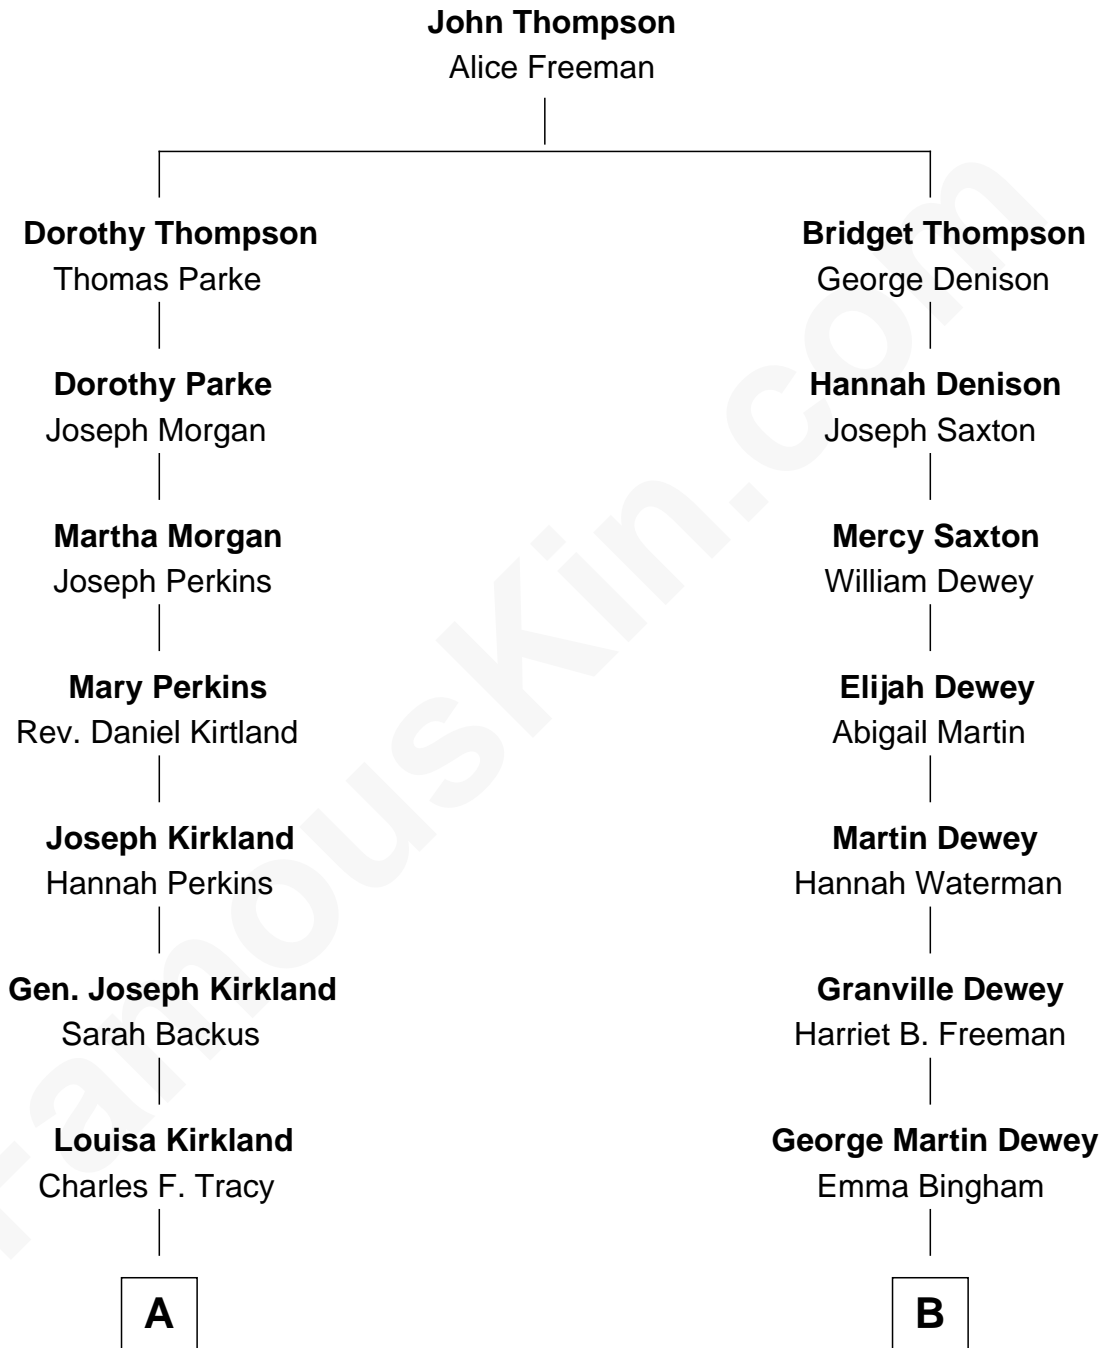 John Thompson
Alice Freeman
Dorothy Thompson
Thomas Parke
Bridget Thompson
George Denison
Dorothy Parke
Joseph Morgan
Hannah Denison
Joseph Saxton
Martha Morgan
Joseph Perkins
Mercy Saxton
William Dewey
Mary Perkins
Rev. Daniel Kirtland
Elijah Dewey
Abigail Martin
Joseph Kirkland
Hannah Perkins
Martin Dewey
Hannah Waterman
Gen. Joseph Kirkland
Sarah Backus
Granville Dewey
Harriet B. Freeman
Louisa Kirkland
Charles F. Tracy
George Martin Dewey
Emma Bingham
A
B
FamousKin.com